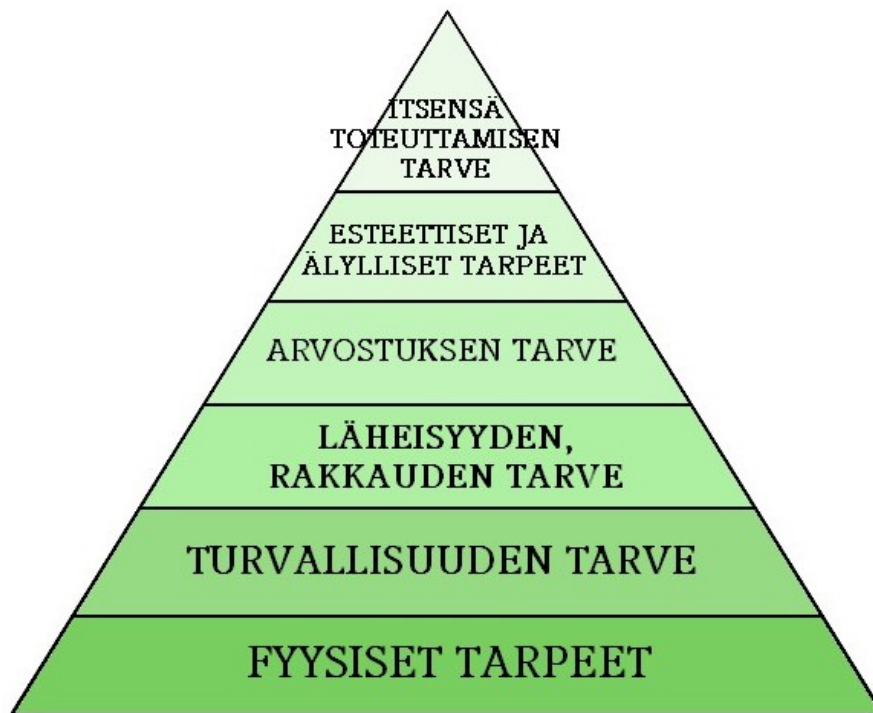 ITSENSÄ
TOTEUTTAMISEN
TARVE
ESTEETTISET JA
ÄLYLLISET TARPEET
ARVOSTUKSEN TARVE
LÄHEISYYDEN,
RAKKAUDEN TARVE
TURVALLISUUDEN TARVE
FYYSISET TARPEET